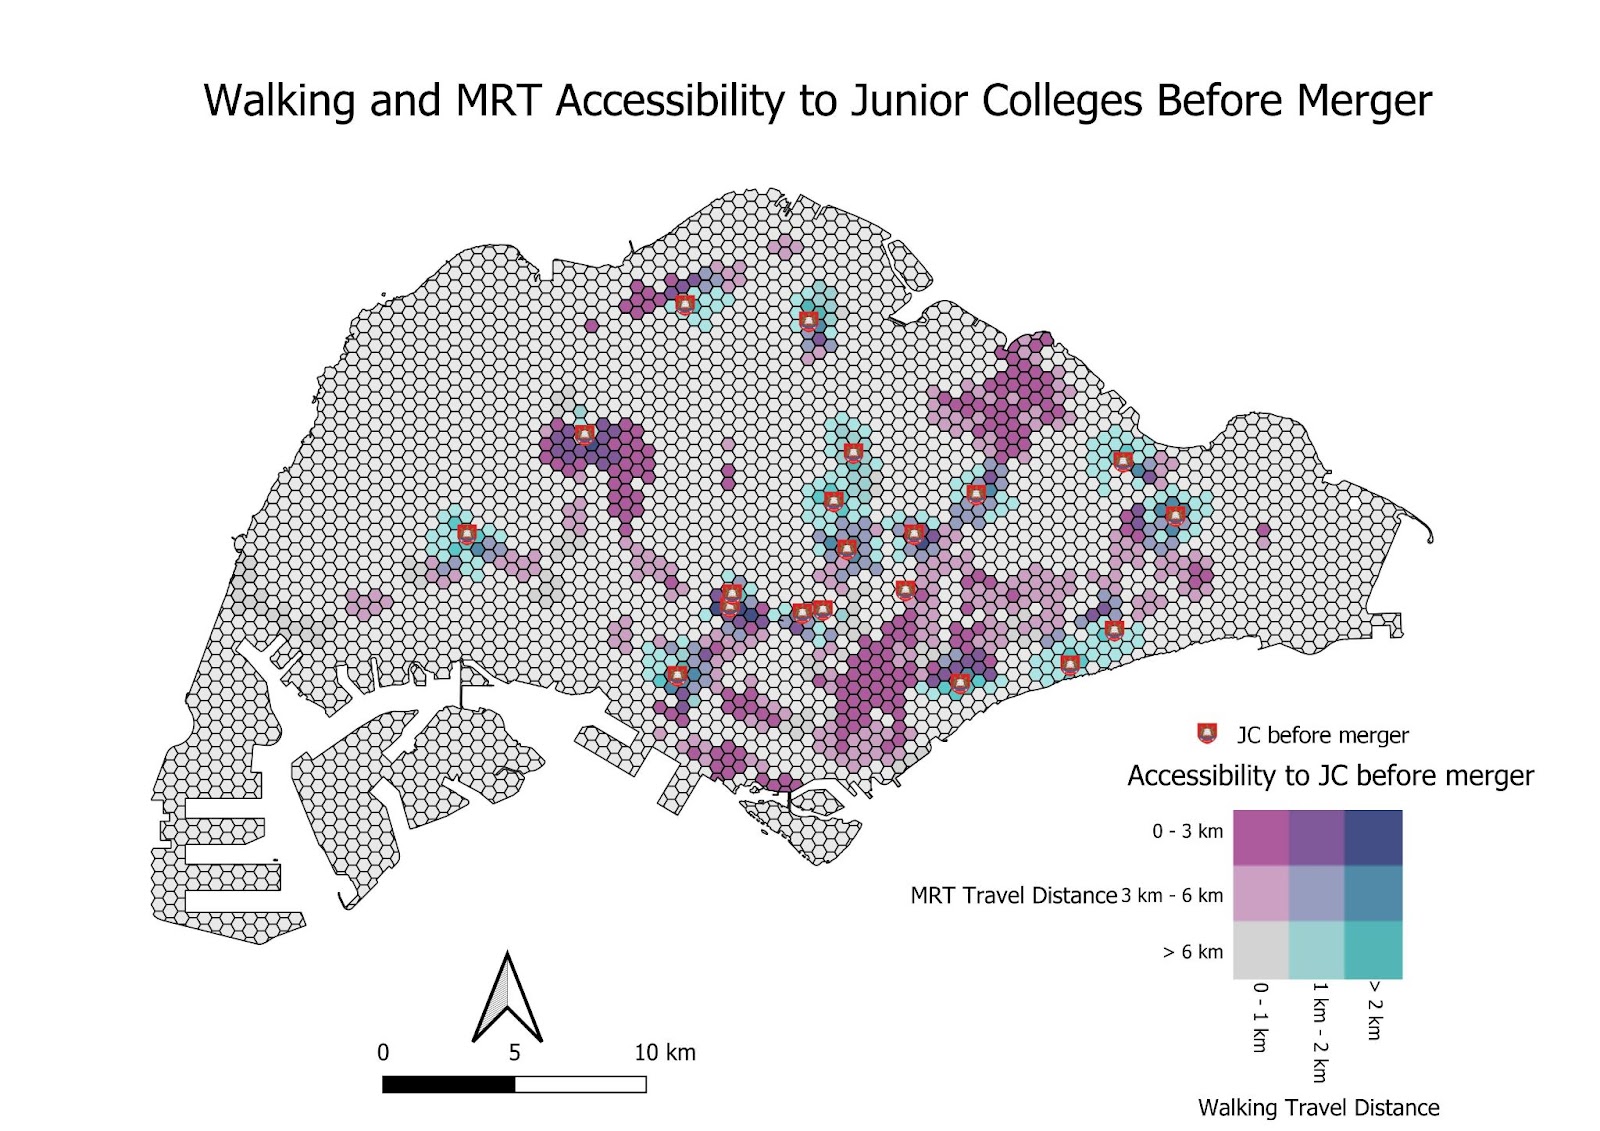 Walking and MRT Accessibility to Junior Colleges Before Merger
JC before merger
Accessibility to JC before merger
0 - 3 km
MRT Travel Distance 3 km - 6 km
> 6 km
0 - 1 km
1 km - 2 km
> 2 km
Walking Travel Distance
0 5 10 km